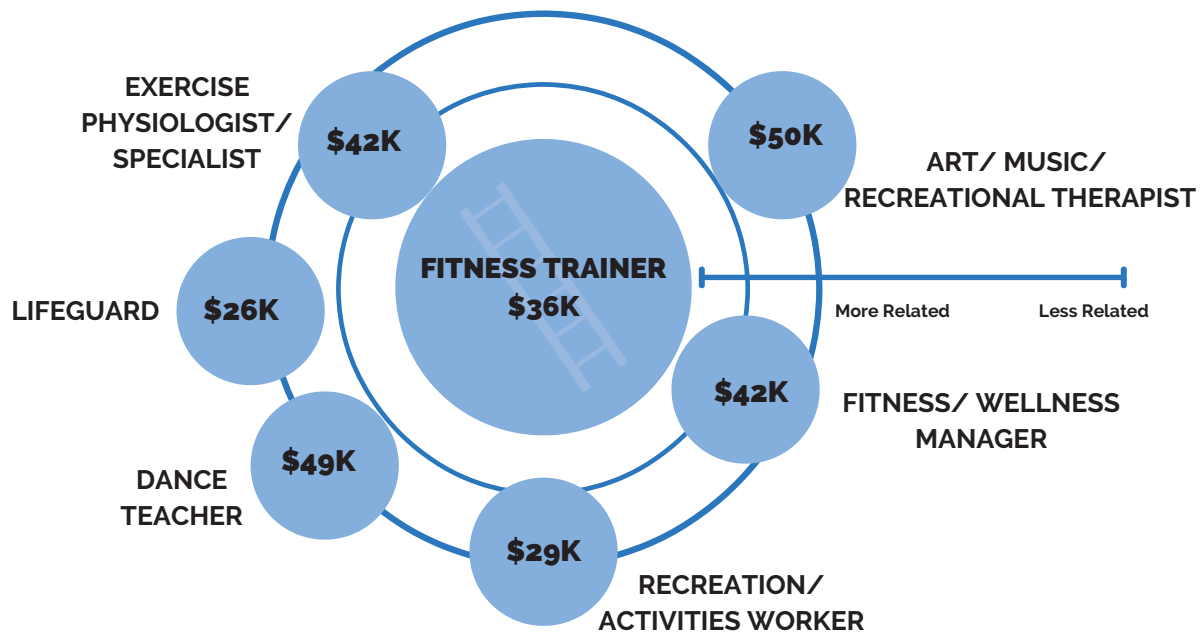 EXERCISE
PHYSIOLOGIST/
SPECIALIST
$42K
$50K
ART/ MUSIC/
RECREATIONAL THERAPIST
FITNESS TRAINER
$36K
LIFEGUARD
$26K
More Related
Less Related
$42K
FITNESS/ WELLNESS
MANAGER
$49K
DANCE
TEACHER
$29K
RECREATION/
ACTIVITIES WORKER